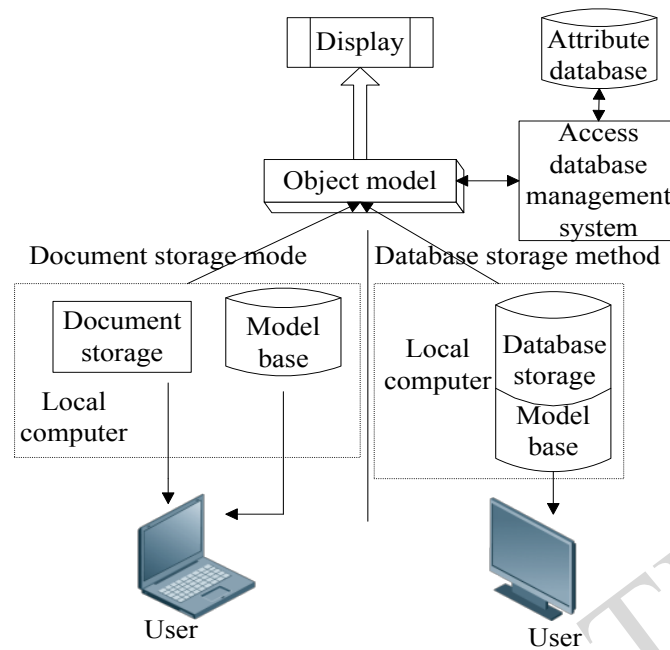 Display
Attribute
database
Access
database
management
system
Object model
Document storage mode
Database storage method
Document
storage
Model
base
Local
computer
Local
computer
Database
storage
Model
base
User
User